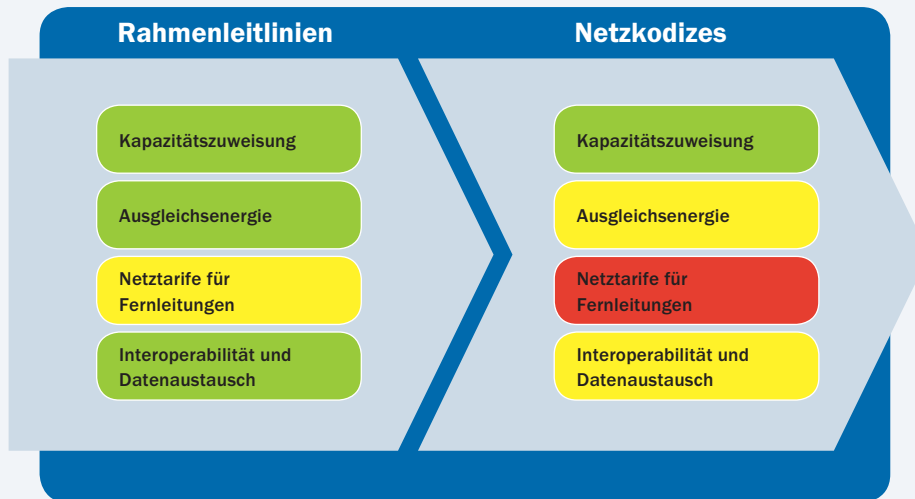 Rahmenleitlinien
Netzkodizes
Kapazitätszuweisung
Ausgleichsenergie
Netztarife für
Fernleitungen
Interoperabilität und
Datenaustausch
Kapazitätszuweisung
Ausgleichsenergie
Netztarife für
Fernleitungen
Interoperabilität und
Datenaustausch